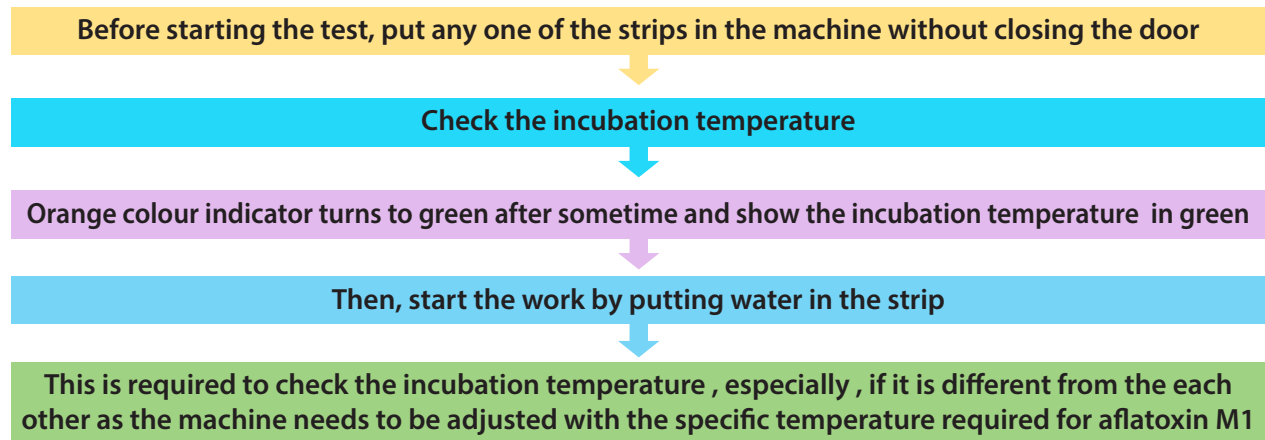 Before starting the test, put any one of the strips in the machine without closing the door
Check the incubation temperature
Orange colour indicator turns to green after sometime and show the incubation temperature in green
Then, start the work by putting water in the strip
This is required to check the incubation temperature , especially , if it is different from the each
other as the machine needs to be adjusted with the specific temperature required for aflatoxin M1